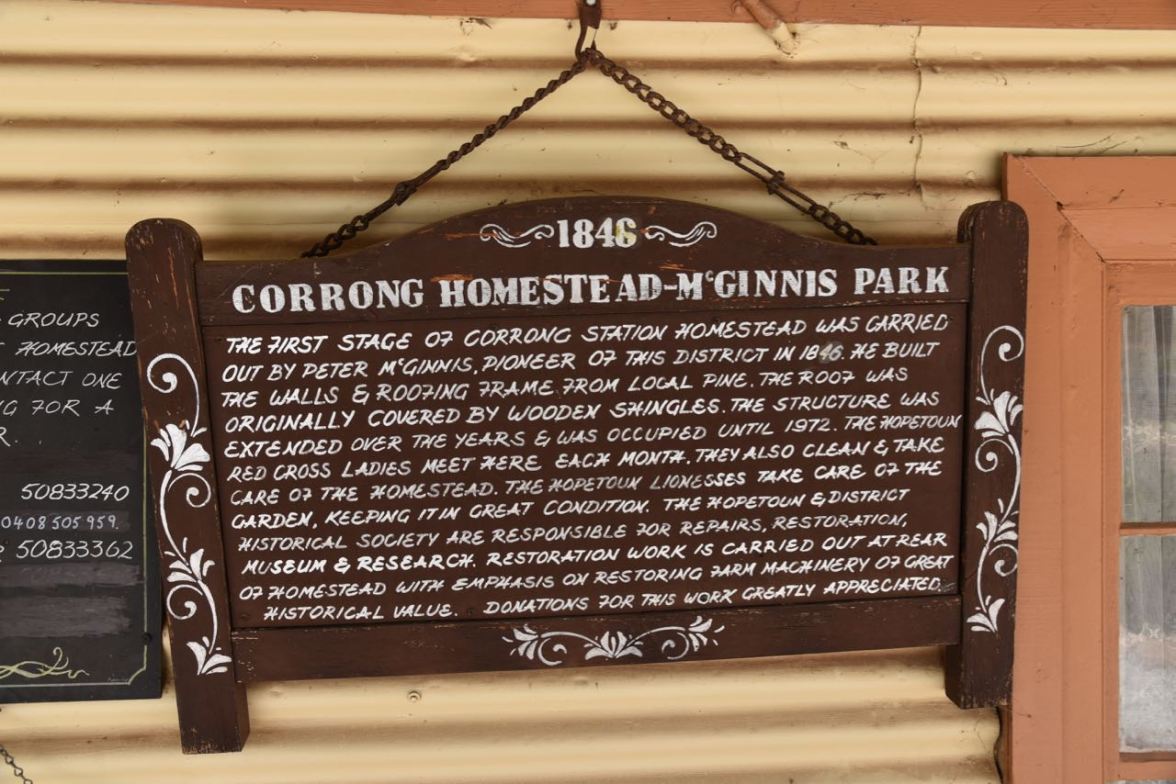 1846
CORRONG HOMESTEAD-McGINNIS PARK
THE FIRST STAGE OF CORRONG STATION HOMESTEAD WAS CARRIED
OUT BY PETER McGINNIS, PIONEER OF THIS DISTRICT IN 1846. HE BUILT
THE WALLS & ROOFING FRAME FROM LOCAL PINE. THE ROOF WAS
ORIGINALLY COVERED BY WOODEN SHINGLES. THE STRUCTURE WAS
EXTENDED OVER THE YEARS & WAS OCCUPIED UNTIL 1972. THE HOPETOUN
RED CROSS LADIES MEET HERE EACH MONTH. THEY ALSO CLEAN & TAKE
CARE OF THE HOMESTEAD. THE HOPETOUN LIONESSES TAKE CARE OF THE
GARDEN, KEEPING IT IN GREAT CONDITION. THE HOPETOUN & DISTRICT
HISTORICAL SOCIETY ARE RESPONSIBLE FOR REPAIRS, RESTORATION,
MUSEUM & RESEARCH. RESTORATION WORK IS CARRIED OUT AT REAR
OF HOMESTEAD WITH EMPHASIS ON RESTORING FARM MACHINERY OF GREAT
HISTORICAL VALUE. DONATIONS FOR THIS WORK GREATLY APPRECIATED.
GROUPS
HOMESTEAD
ONE
FOR A
50833240
0408 505 959.
50833362